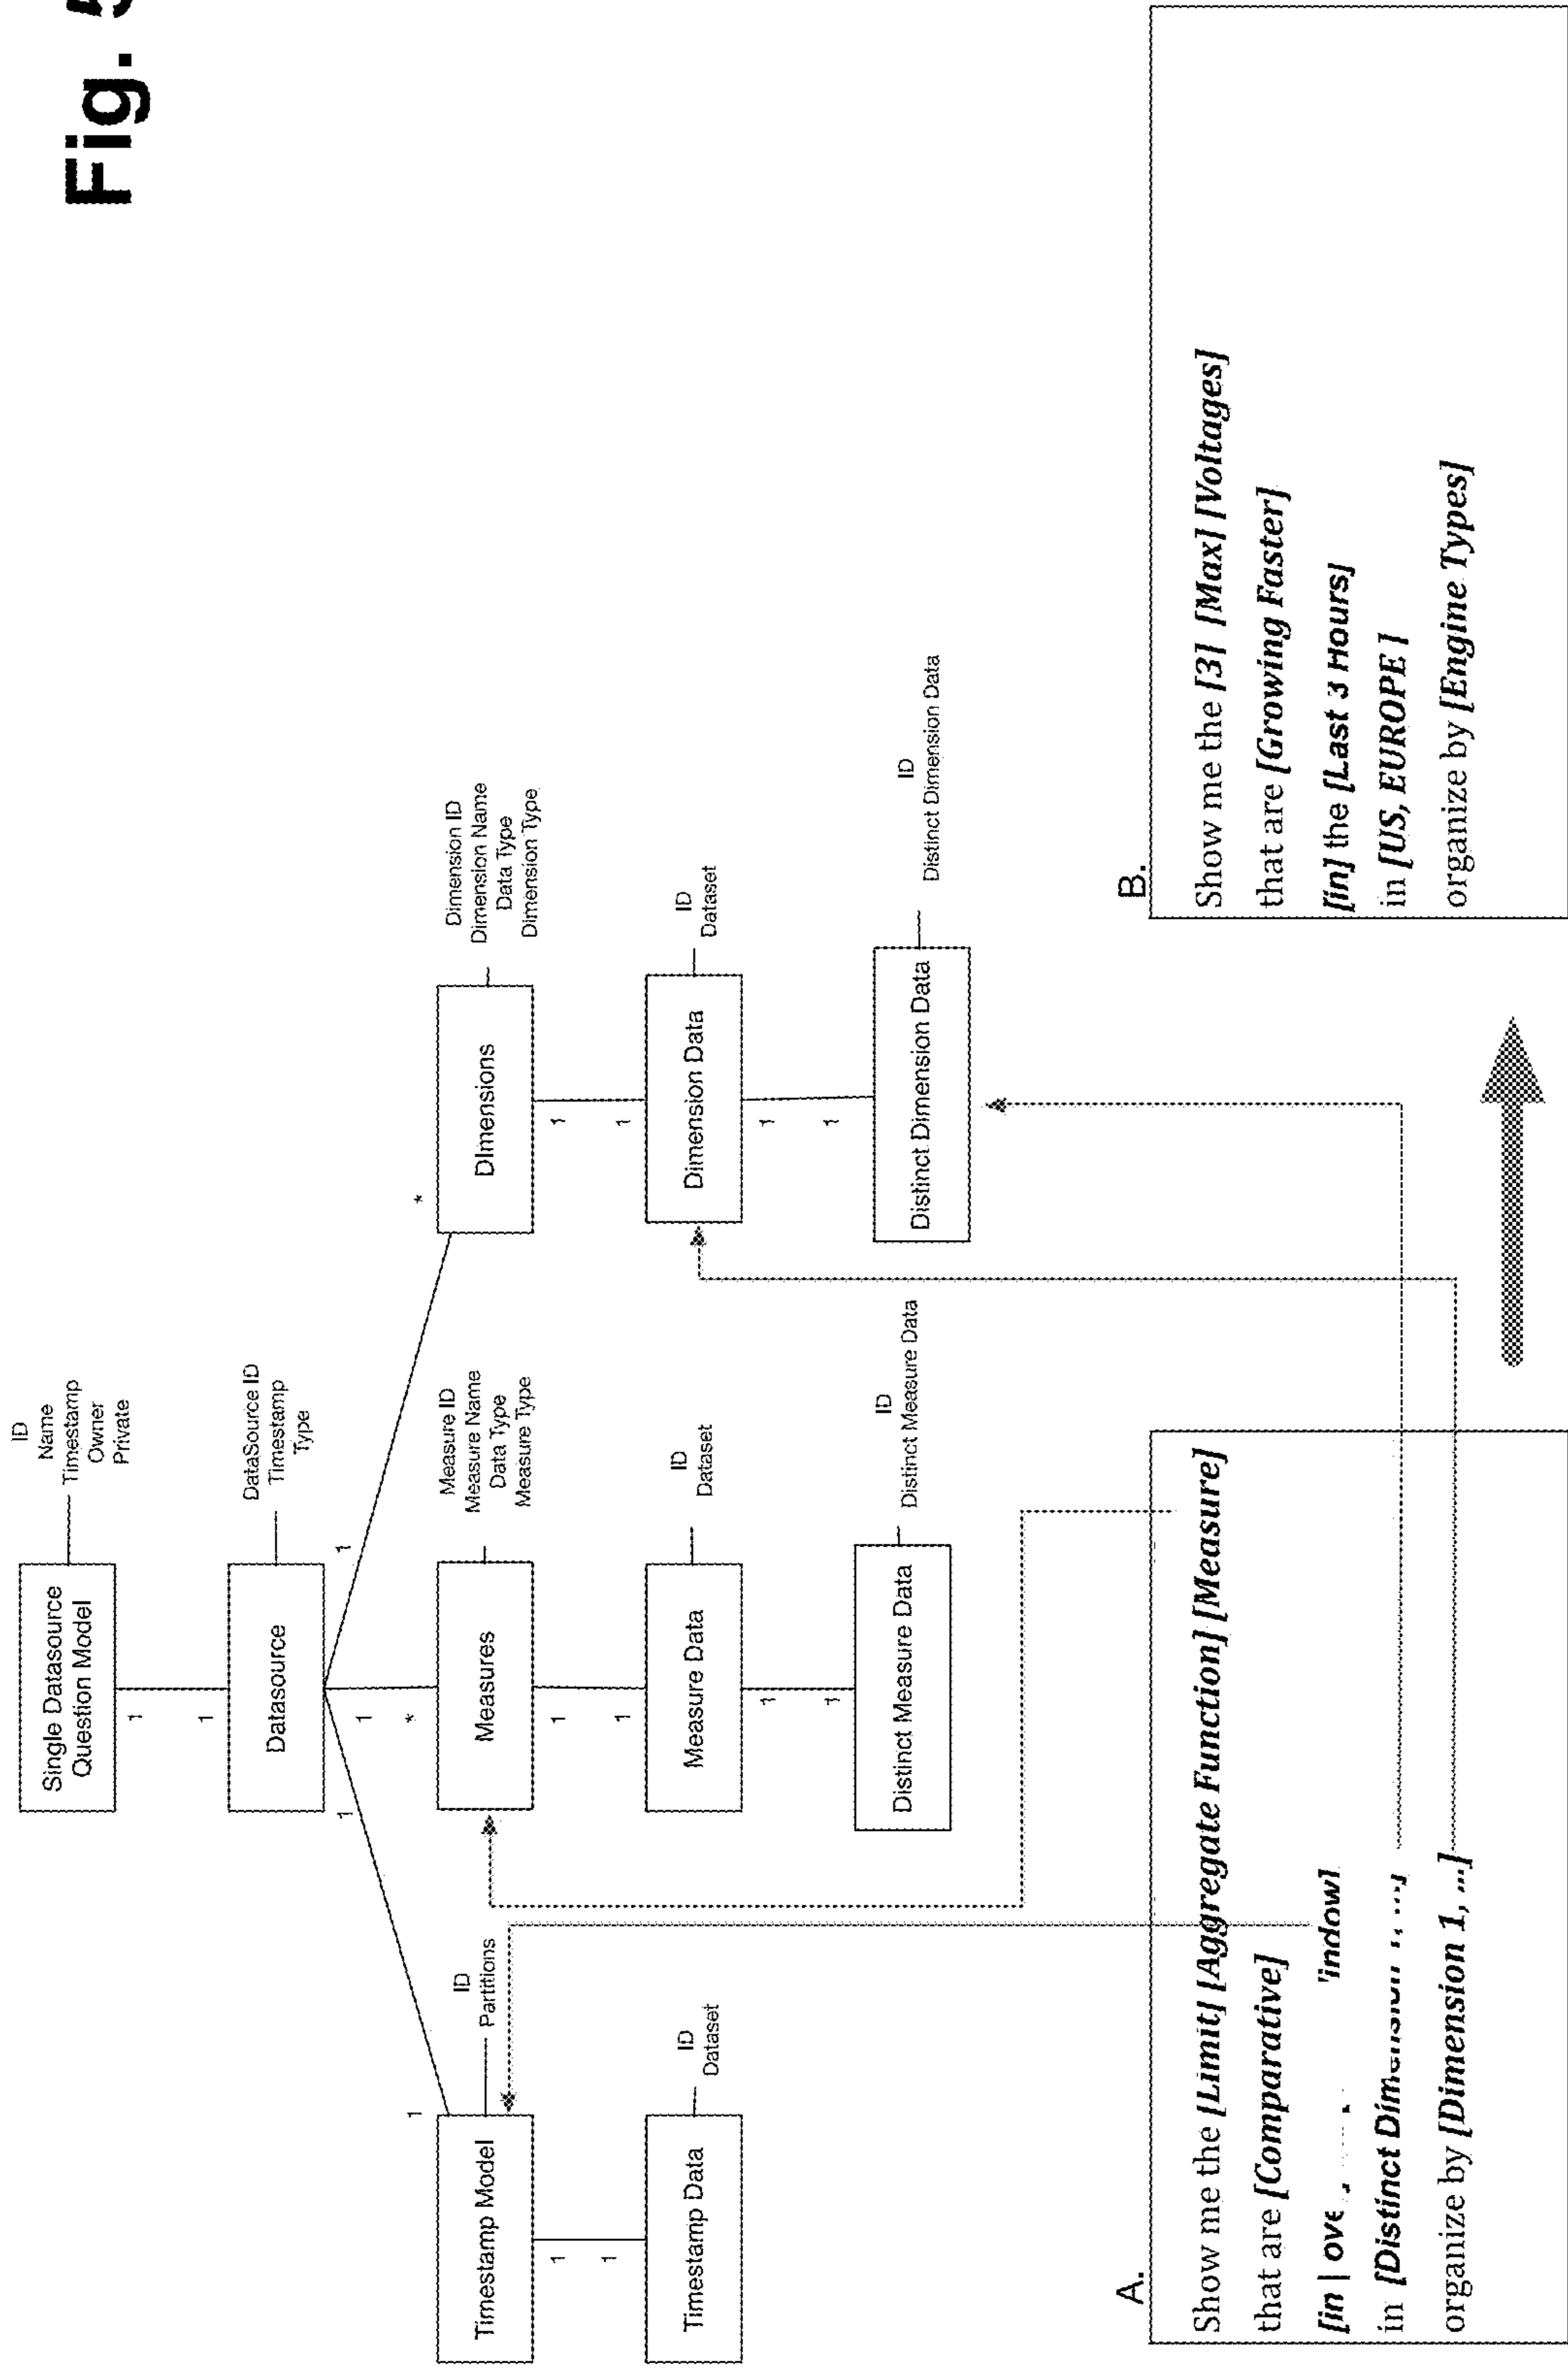 Fig.
Single Datasource
Question Model
ID
Name
Timestamp
Owner
Private
1
1
Datasource
DataSource ID
Timestamp
Type
1
1
1
1
*
*
Timestamp Model
ID
Partitions
Measures
Measure ID
Measure Name
Data Type
Measure Type
DImensions
Dimension ID
Dimension Name
Data Type
Dimension Type
1
1
1
1
1
1
Timestamp Data
ID
Dataset
Measure Data
ID
Dataset
Dimension Data
ID
Dataset
1
1
1
1
Distinct Measure Data
ID
Distinct Measure Data
Distinct Dimension Data
ID
Distinct Dimension Data
A.
Show me the [Limit] [Aggregate Function] [Measure]
that are [Comparative]
[in |
in [Distinct
organize by [Dimension 1, ...]
B.
Show me the [3] [Max] [Voltages]
that are [Growing Faster]
[in] the [Last 3 Hours]
in [US, EUROPE ]
organize by [Engine Types]